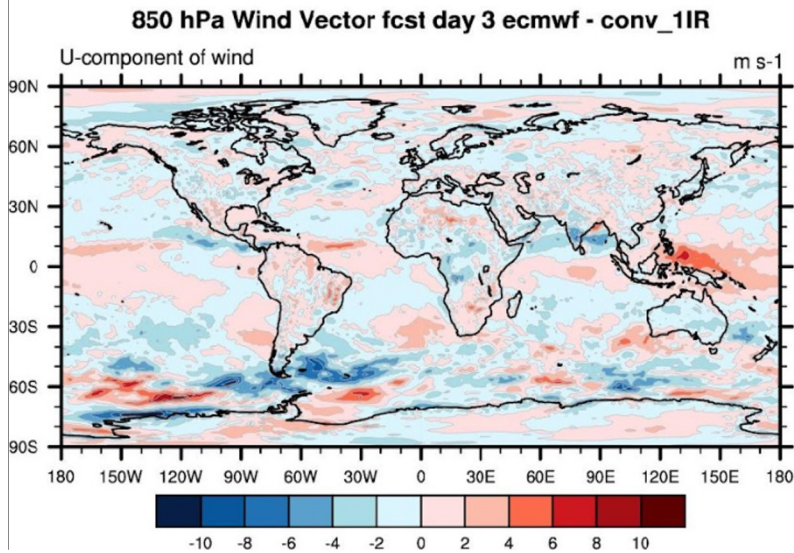 850 hPa Wind Vector fcst day 3 ecmwf - conv_1IR
U-component of wind m s-1
90N
60N
30N
0
30S
60S
90S
180 150W 120W 90W 60W 30W 0 30E 60E 90E 120E 150E 180
-10 -8 -6 -4 -2 0 2 4 6 8 10